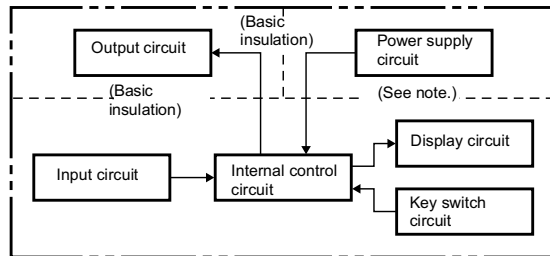 (Basic
insulation)
Output circuit
Power supply
circuit
(Basic
insulation)
(See note.)
Display circuit
Input circuit
Internal control
circuit
Key switch
circuit